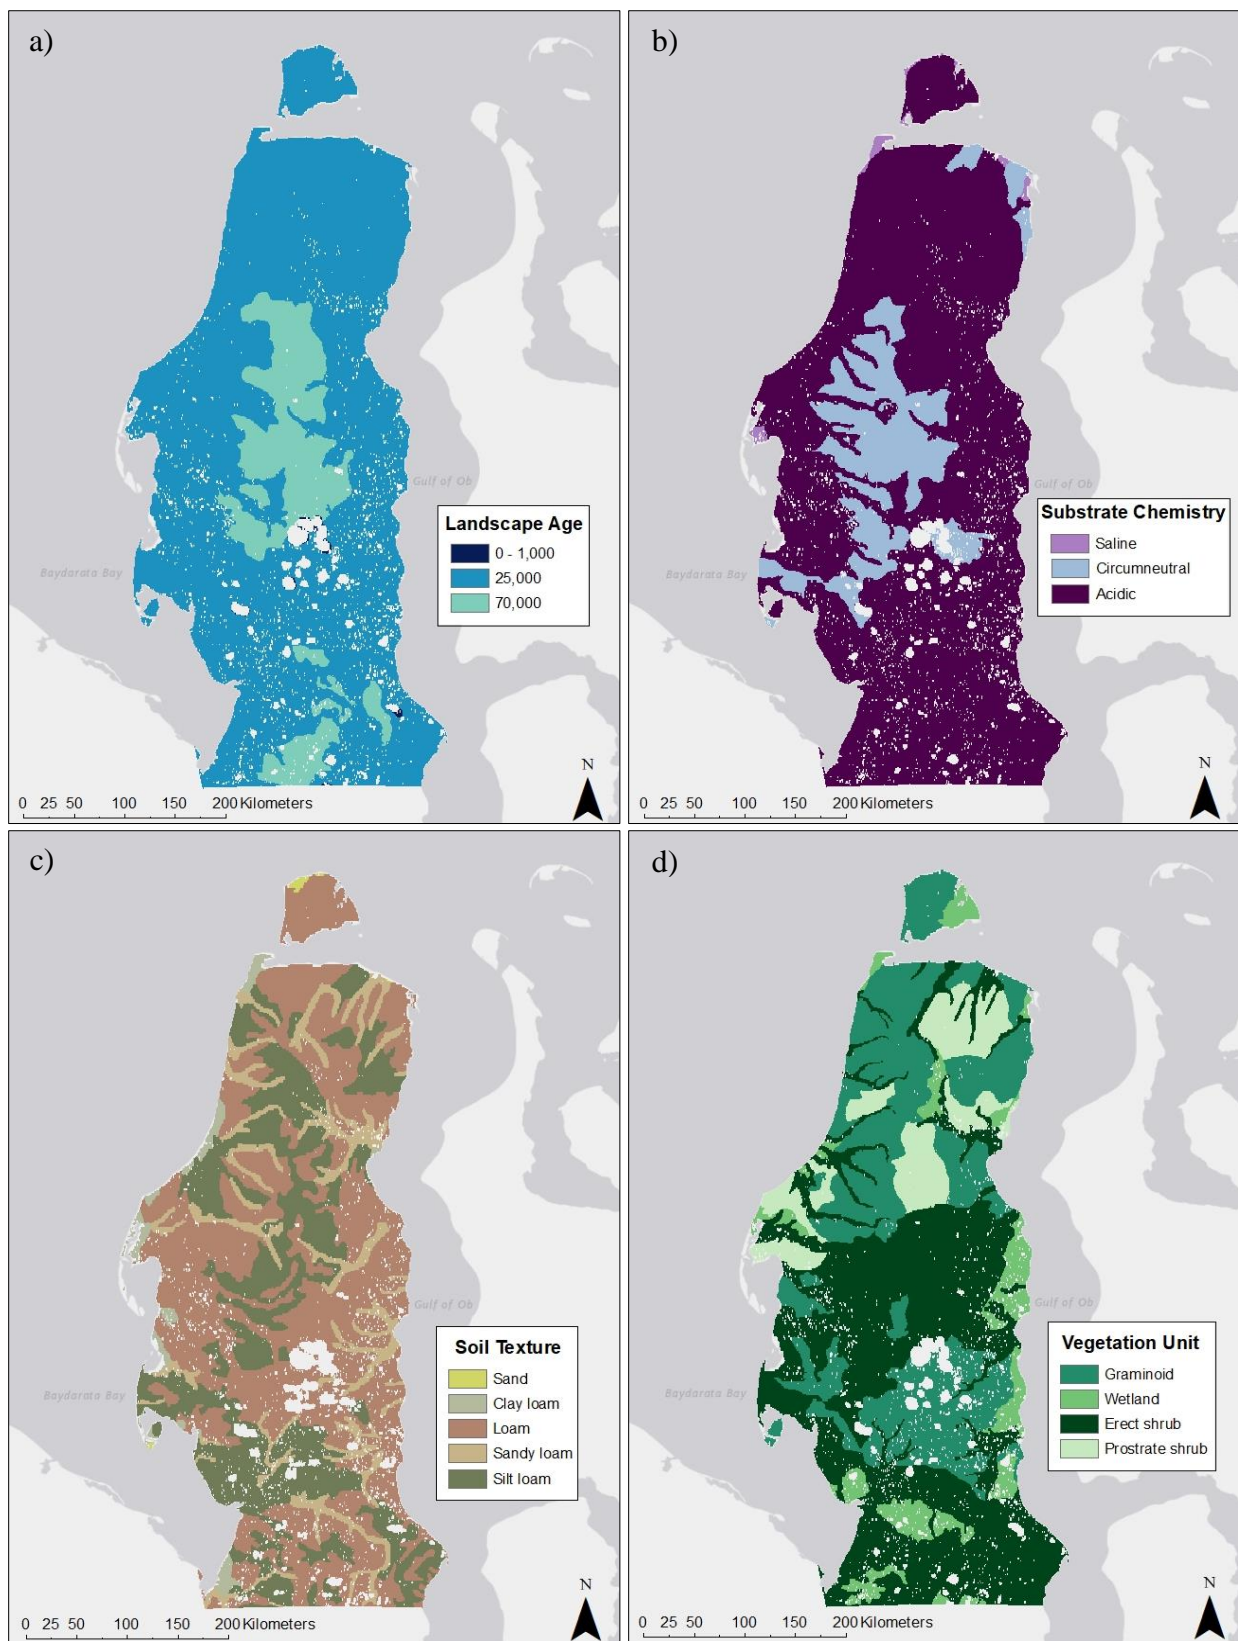 a)
Gulf of Ob
Baydarata Bay
Landscape Age
0 - 1,000
25,000
70,000
N
0 25 50 100 150 200 Kilometers
b)
Gulf of Ob
Baydarata Bay
Substrate Chemistry
Saline
Circumneutral
Acidic
N
0 25 50 100 150 200 Kilometers
c)
Gulf of Ob
Baydarata Bay
Soil Texture
Sand
Clay loam
Loam
Sandy loam
Silt loam
N
0 25 50 100 150 200 Kilometers
d)
Gulf of Ob
Baydarata Bay
Vegetation Unit
Graminoid
Wetland
Erect shrub
Prostrate shrub
N
0 25 50 100 150 200 Kilometers